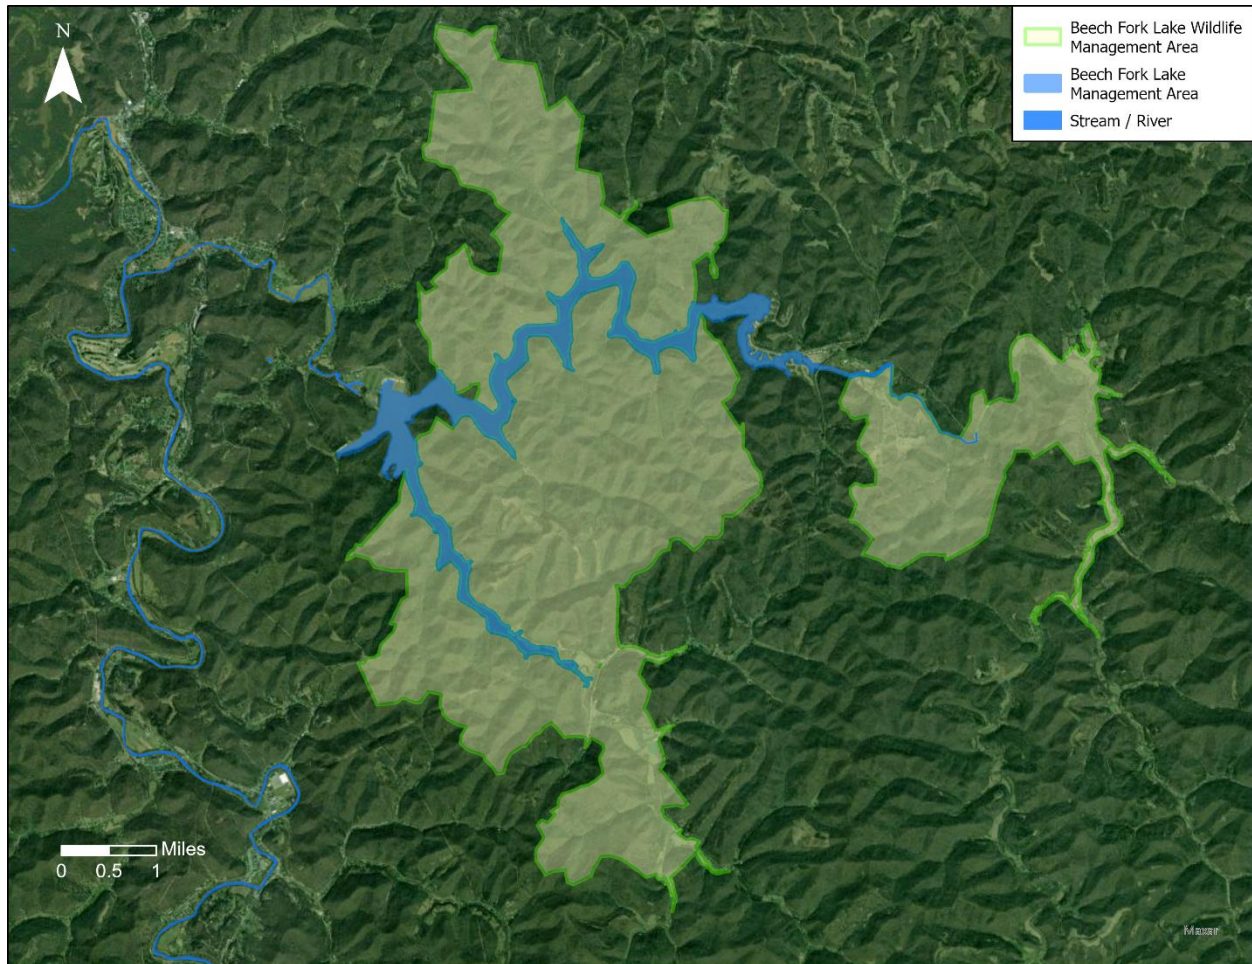 N
Beech Fork Lake Wildlife
Management Area
Beech Fork Lake
Management Area
Stream / River
Miles
0 0.5 1
Maxar